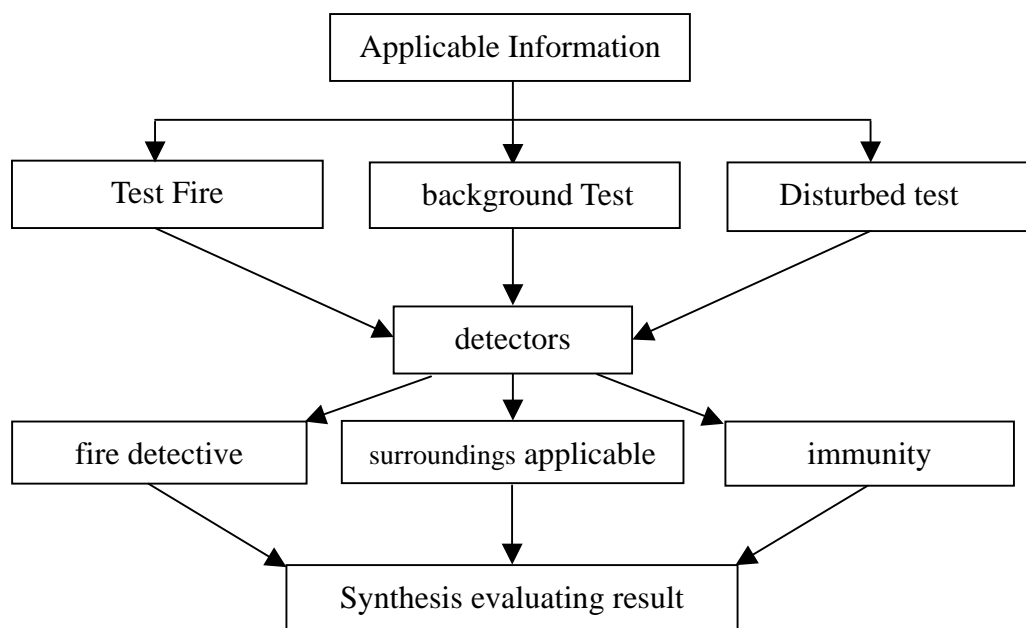 Applicable Information
Test Fire
background Test
Disturbed test
detectors
fire detective
surroundings applicable
immunity
Synthesis evaluating result